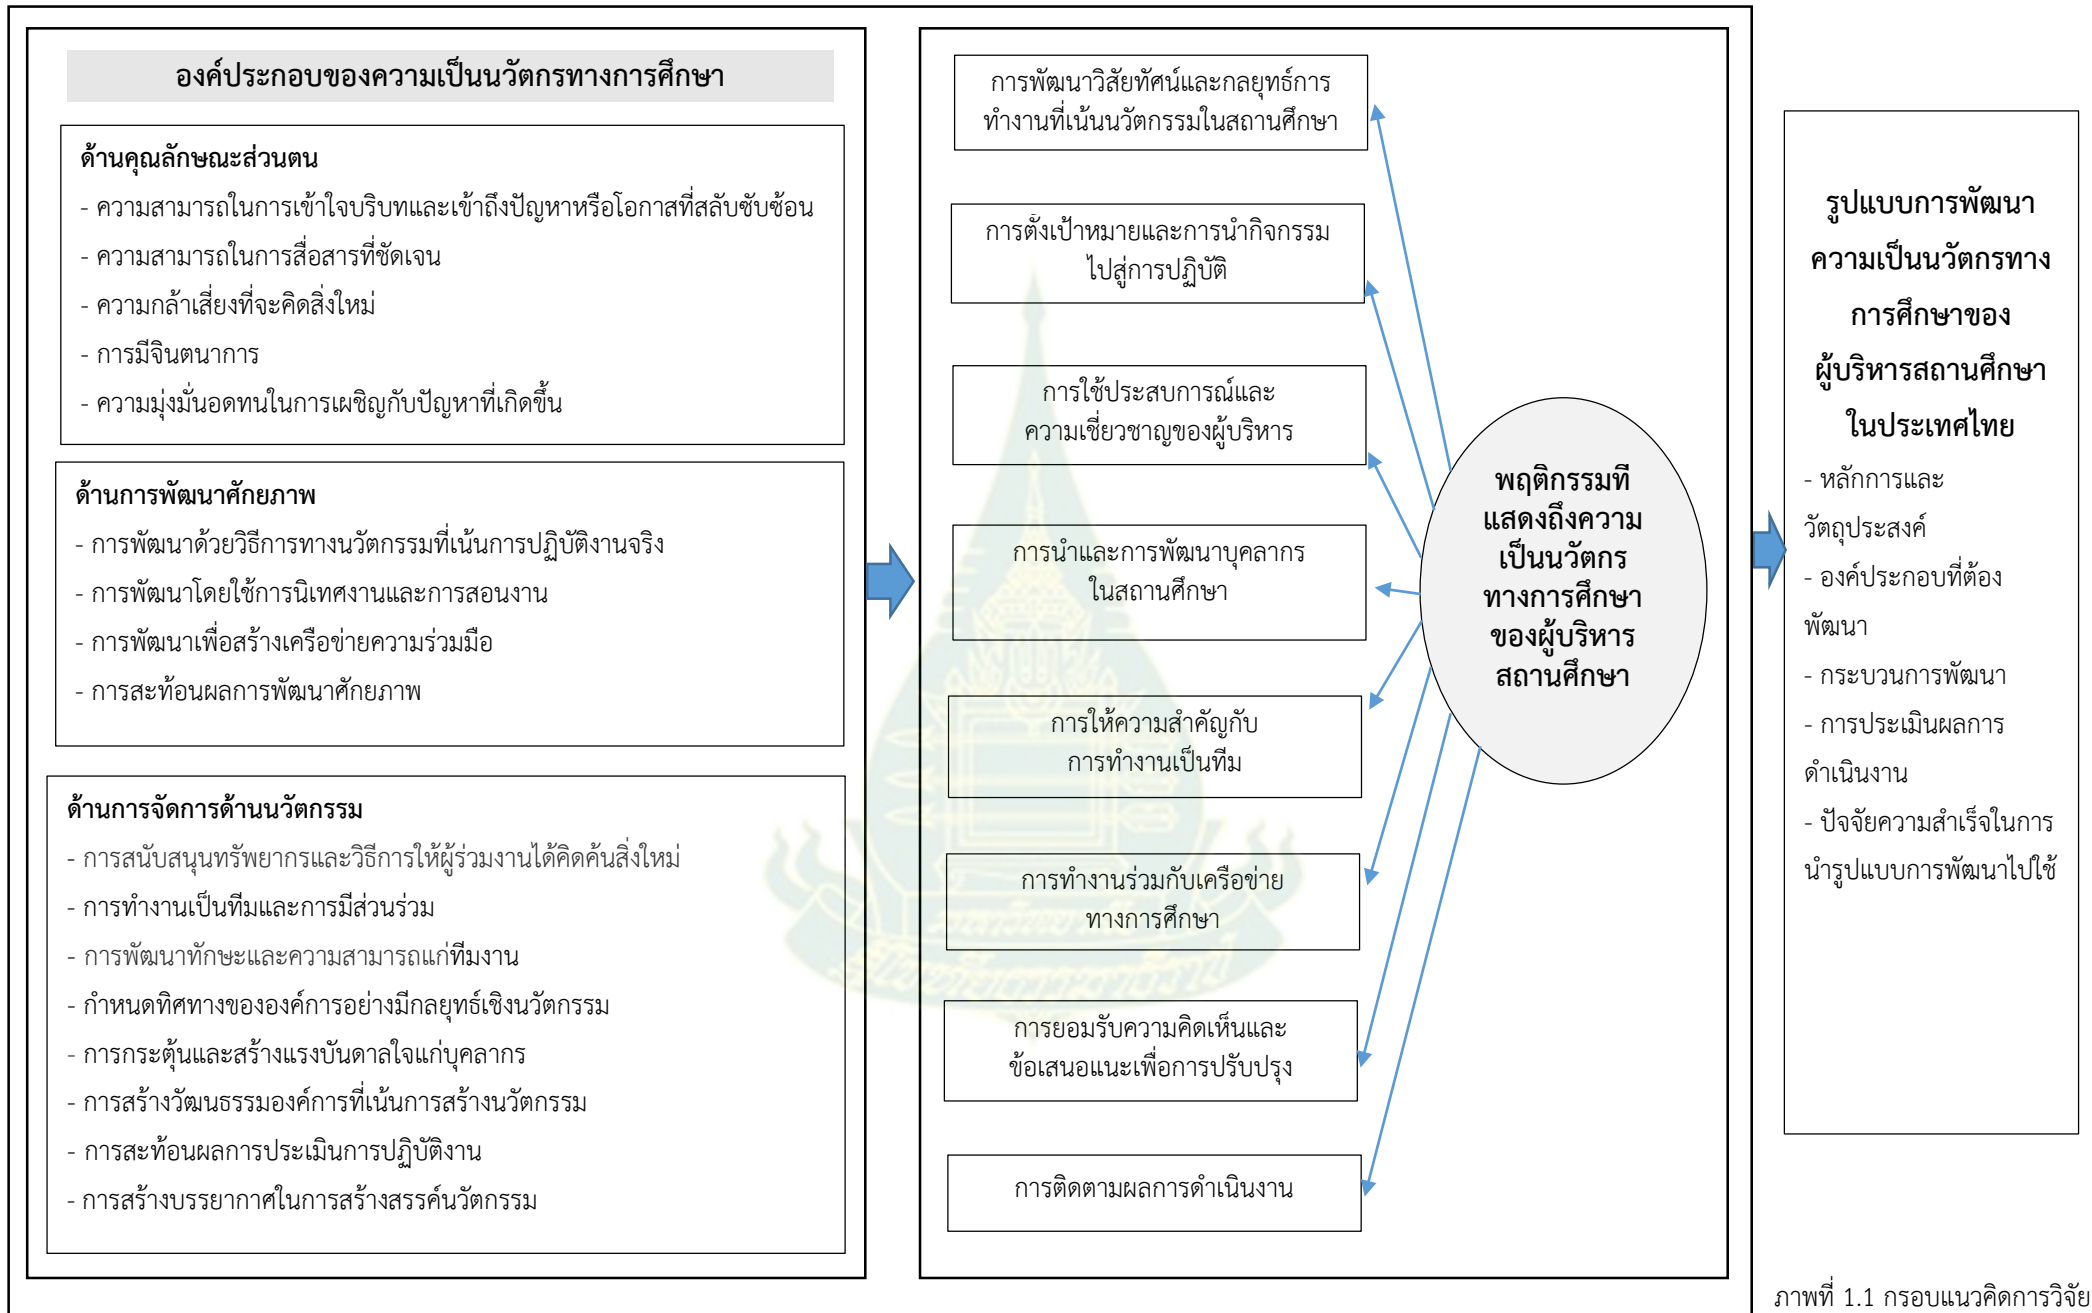 องค์ประกอบของความเป็นนวัตกรทางการศึกษา
ด้านคุณลักษณะส่วนตน
- ความสามารถในการเข้าใจบริบทและเข้าถึงปัญหาหรือโอกาสที่สลับซับซ้อน
- ความสามารถในการสื่อสารที่ชัดเจน
- ความกล้าเสี่ยงที่จะคิดสิ่งใหม่
- การมีจินตนาการ
- ความมุ่งมั่นอดทนในการเผชิญกับปัญหาที่เกิดขึ้น
ด้านการพัฒนาศักยภาพ
- การพัฒนาด้วยวิธีการทางนวัตกรรมที่เน้นการปฏิบัติงานจริง
- การพัฒนาโดยใช้การนิเทศงานและการสอนงาน
- การพัฒนาเพื่อสร้างเครือข่ายความร่วมมือ
- การสะท้อนผลการพัฒนาศักยภาพ
ด้านการจัดการด้านนวัตกรรม
- การสนับสนุนทรัพยากรและวิธีการให้ผู้ร่วมงานได้คิดค้นสิ่งใหม่
- การทำงานเป็นทีมและการมีส่วนร่วม
- การพัฒนาทักษะและความสามารถแก่ทีมงาน
- กำหนดทิศทางขององค์การอย่างมีกลยุทธ์เชิงนวัตกรรม
- การกระตุ้นและสร้างแรงบันดาลใจแก่บุคลากร
- การสร้างวัฒนธรรมองค์การที่เน้นการสร้างนวัตกรรม
- การสะท้อนผลการประเมินการปฏิบัติงาน
- การสร้างบรรยากาศในการสร้างสรรค์นวัตกรรม
การพัฒนาวิสัยทัศน์และกลยุทธ์การ
ทำงานที่เน้นนวัตกรรมในสถานศึกษา
การตั้งเป้าหมายและการนำกิจกรรม
ไปสู่การปฏิบัติ
การใช้ประสบการณ์และ
ความเชี่ยวชาญของผู้บริหาร
การนำและการพัฒนาบุคลากร
ในสถานศึกษา
การให้ความสำคัญกับ
การทำงานเป็นทีม
การทำงานร่วมกับเครือข่าย
ทางการศึกษา
การยอมรับความคิดเห็นและ
ข้อเสนอแนะเพื่อการปรับปรุง
การติดตามผลการดำเนินงาน
พฤติกรรมที
แสดงถึงความ
เป็นนวัตกร
ทางการศึกษา
ของผู้บริหาร
สถานศึกษา
รูปแบบการพัฒนา
ความเป็นนวัตกรทาง
การศึกษาของ
ผู้บริหารสถานศึกษา
ในประเทศไทย
- หลักการและ
วัตถุประสงค์
- องค์ประกอบที่ต้อง
พัฒนา
- กระบวนการพัฒนา
- การประเมินผลการ
ดำเนินงาน
- ปัจจัยความสำเร็จในการ
นำรูปแบบการพัฒนาไปใช้
ภาพที่ 1.1 กรอบแนวคิดการวิจัย